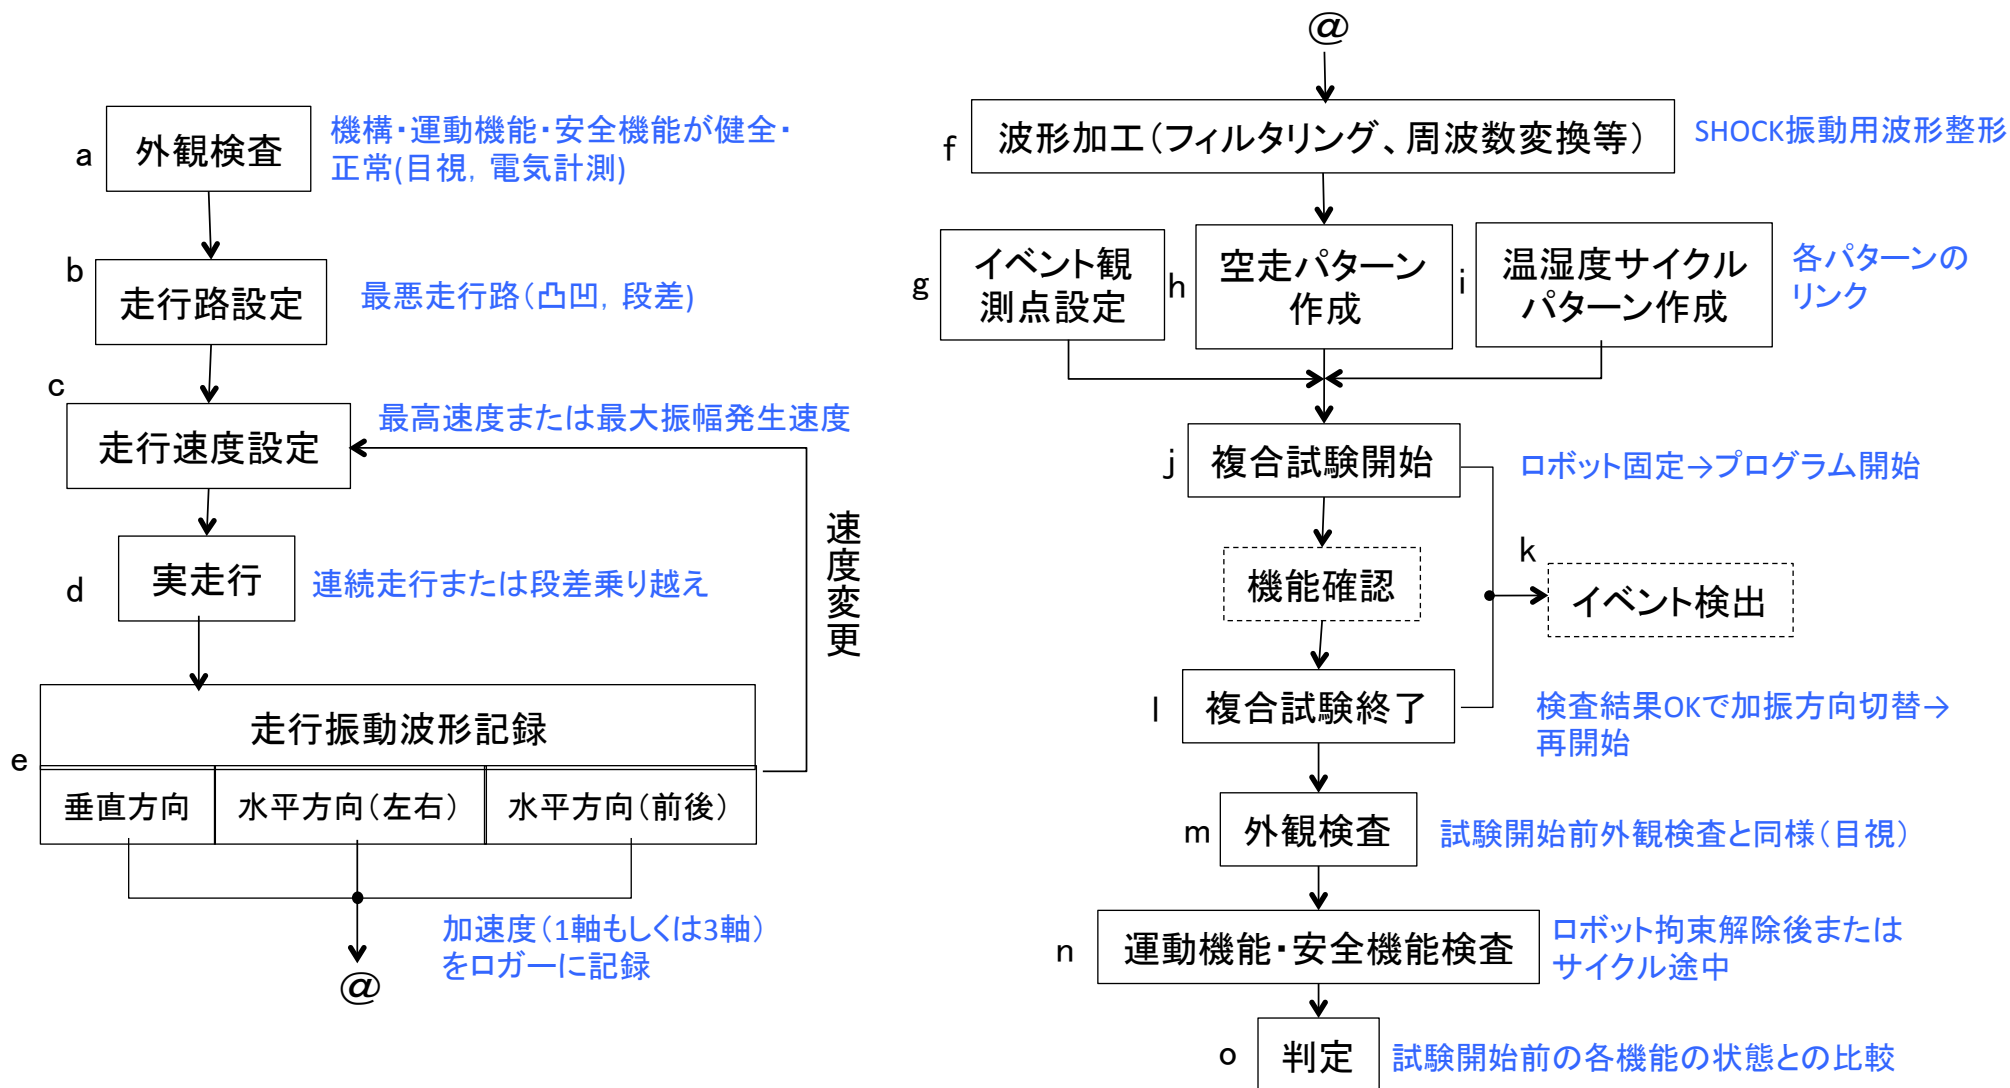 a
外観検査
機構・運動機能・安全機能が健全・
正常(目視, 電気計測)
b
走行路設定
最悪走行路(凸凹, 段差)
c
走行速度設定
最高速度または最大振幅発生速度
d
実走行
連続走行または段差乗り越え
速度変更
e
走行振動波形記録
垂直方向
水平方向(左右)
水平方向(前後)
加速度(1軸もしくは3軸)
をロガーに記録
@
@
f
波形加工(フィルタリング、周波数変換等)
SHOCK振動用波形整形
g
イベント観
測点設定
h
空走パターン
作成
i
温湿度サイクル
パターン作成
各パターンの
リンク
j
複合試験開始
ロボット固定→プログラム開始
機能確認
k
イベント検出
l
複合試験終了
検査結果OKで加振方向切替→
再開始
m
外観検査
試験開始前外観検査と同様(目視)
n
運動機能・安全機能検査
ロボット拘束解除後または
サイクル途中
o
判定
試験開始前の各機能の状態との比較